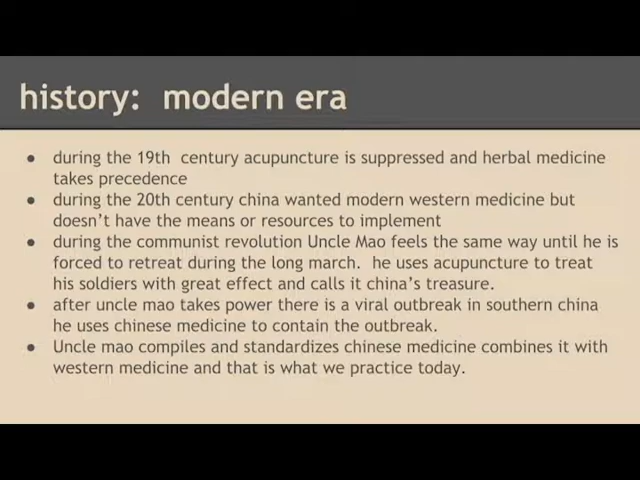 history: modern era
● during the 19th century acupuncture is suppressed and herbal medicine
takes precedence
● during the 20th century china wanted modern western medicine but
doesn't have the means or resources to implement
● during the communist revolution Uncle Mao feels the same way until he is
forced to retreat during the long march. he uses acupuncture to treat
his soldiers with great effect and calls it china's treasure.
● after uncle mao takes power there is a viral outbreak in southern china
he uses chinese medicine to contain the outbreak.
● Uncle mao compiles and standardizes chinese medicine combines it with
western medicine and that is what we practice today.